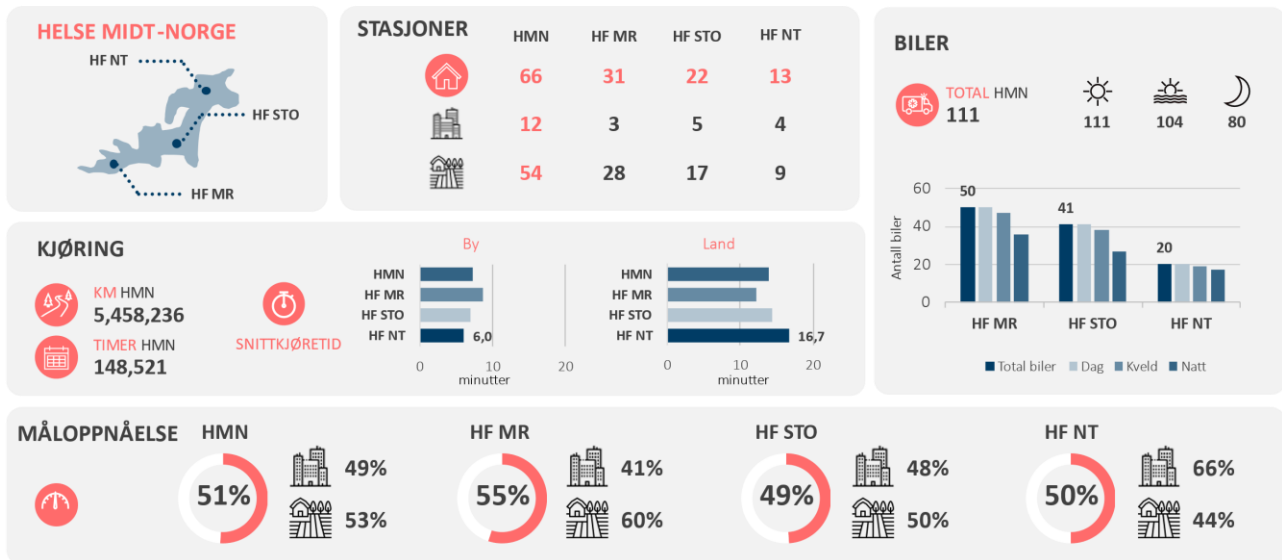 HELSE MIDT-NORGE
HF NT
HF STO
HF MR
STASJONER
HMN HF MR HF STO HF NT
66 31 22 13
12 3 5 4
54 28 17 9
BILER
TOTAL HMN
111
111 104 80
60
40
20
0
Antall biler
50
41
20
HF MR HF STO HF NT
Total biler Dag Kveld Natt
KJØRING
KM HMN
5,458,236
TIMER HMN
148,521
SNITTKJØRETID
By
HMN
HF MR
HF STO
HF NT 6,0
0 10 20
minutter
Land
HMN
HF MR
HF STO
HF NT 16,7
0 10 20
minutter
MÅLOPPNÅELSE
HMN
51%
49%
53%
HF MR
55%
41%
60%
HF STO
49%
48%
50%
HF NT
50%
66%
44%